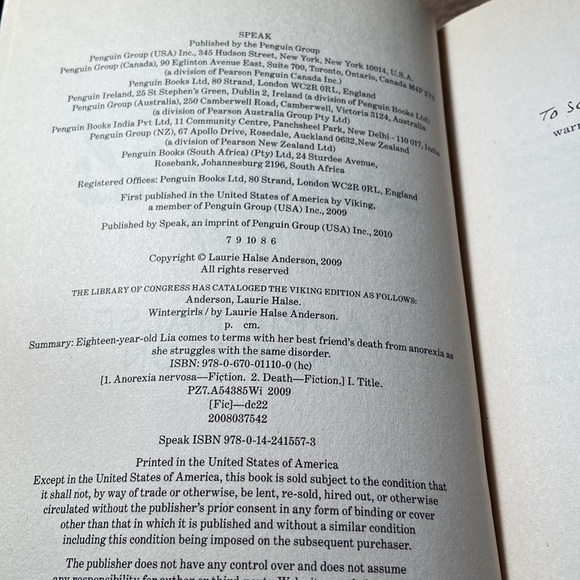 SPEAK
Published by the Penguin Group
Penguin Group (USA) Inc., 345 Hudson Street, New York, New York 10014, U.S.A.
Penguin Group (Canada), 90 Eglinton Avenue East, Suite 700, Toronto, Ontario, Canada M4P 2Y3
(a division of Pearson Penguin Canada Inc.)
Penguin Books Ltd, 80 Strand, London WC2R 0RL, England
Penguin Ireland, 25 St Stephen's Green, Dublin 2, Ireland (a division of Penguin Books Ltd)
Penguin Group (Australia), 250 Camberwell Road, Camberwell, Victoria 3124, Australia
(a division of Pearson Australia Group Pty Ltd)
Penguin Books India Pvt Ltd, 11 Community Centre, Panchsheel Park, New Delhi - 110 017, India
Penguin Group (NZ), 67 Apollo Drive, Rosedale, Auckland 0632, New Zealand
(a division of Pearson New Zealand Ltd)
Penguin Books (South Africa) (Pty) Ltd, 24 Sturdee Avenue,
Rosebank, Johannesburg 2196, South Africa
Registered Offices: Penguin Books Ltd, 80 Strand, London WC2R 0RL, England
First published in the United States of America by Viking,
a member of Penguin Group (USA) Inc., 2009
Published by Speak, an imprint of Penguin Group (USA) Inc., 2010
7 9 10 8 6
Copyright © Laurie Halse Anderson, 2009
All rights reserved
THE LIBRARY OF CONGRESS HAS CATALOGED THE VIKING EDITION AS FOLLOWS:
Anderson, Laurie Halse.
Wintergirls / by Laurie Halse Anderson.
p. cm.
Summary: Eighteen-year-old Lia comes to terms with her best friend's death from anorexia as
she struggles with the same disorder.
ISBN: 978-0-670-01110-0 (hc)
[1. Anorexia nervosa—Fiction. 2. Death—Fiction.] I. Title.
PZ7.A54385Wi 2009
[Fic]—dc22
2008037542
Speak ISBN 978-0-14-241557-3
Printed in the United States of America
Except in the United States of America, this book is sold subject to the condition that
it shall not, by way of trade or otherwise, be lent, re-sold, hired out, or otherwise
circulated without the publisher's prior consent in any form of binding or cover
other than that in which it is published and without a similar condition
including this condition being imposed on the subsequent purchaser.
The publisher does not have any control over and does not assume
any responsibility for author or third-party
To